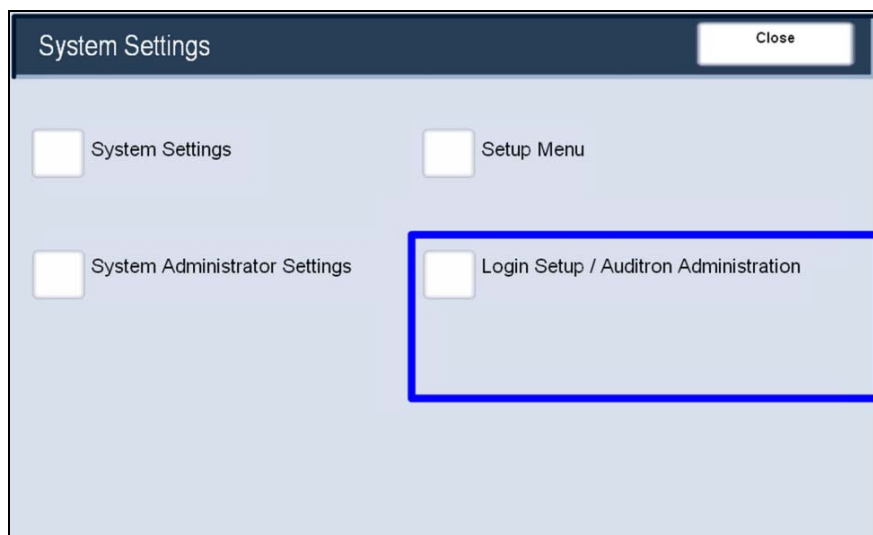 System Settings
Close
System Settings
Setup Menu
System Administrator Settings
Login Setup / Auditron Administration